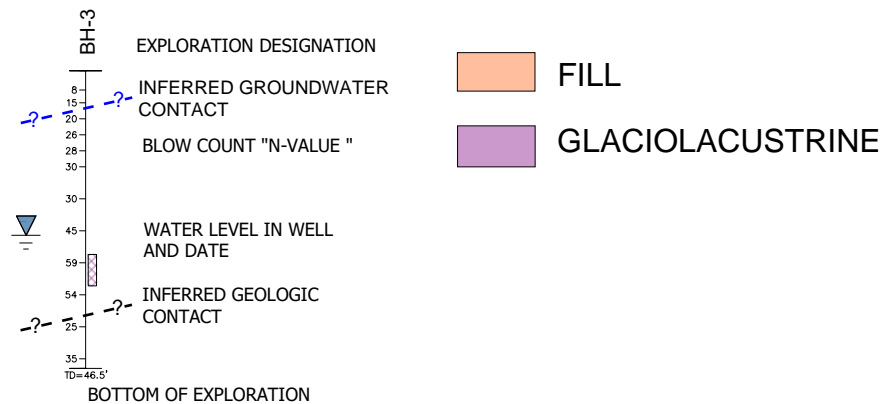 BH-3
EXPLORATION DESIGNATION
8
INFERRED GROUNDWATER
CONTACT
15
?
?
20
26
BLOW COUNT "N-VALUE "
28
30
30
45
WATER LEVEL IN WELL
AND DATE
59
54
INFERRED GEOLOGIC
CONTACT
?
?
25
35
TD=46.5'
BOTTOM OF EXPLORATION
FILL
GLACIOLACUSTRINE